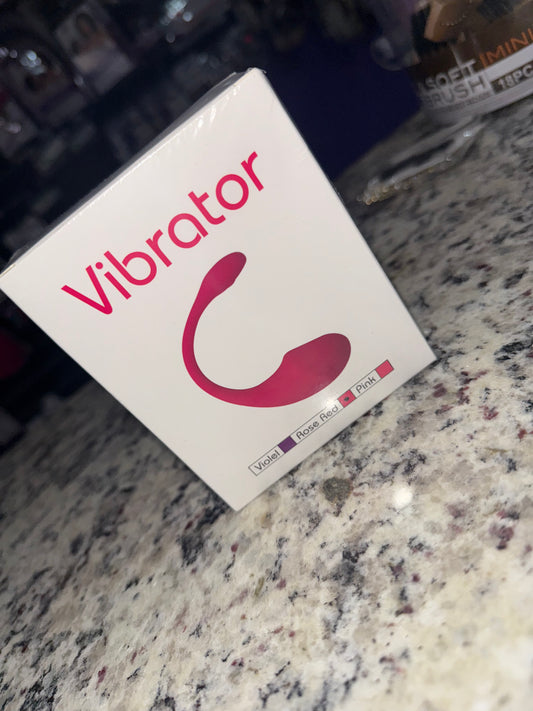 Vibrator
Violet Rose Red Pink
SOFT
BRUSH
MINI